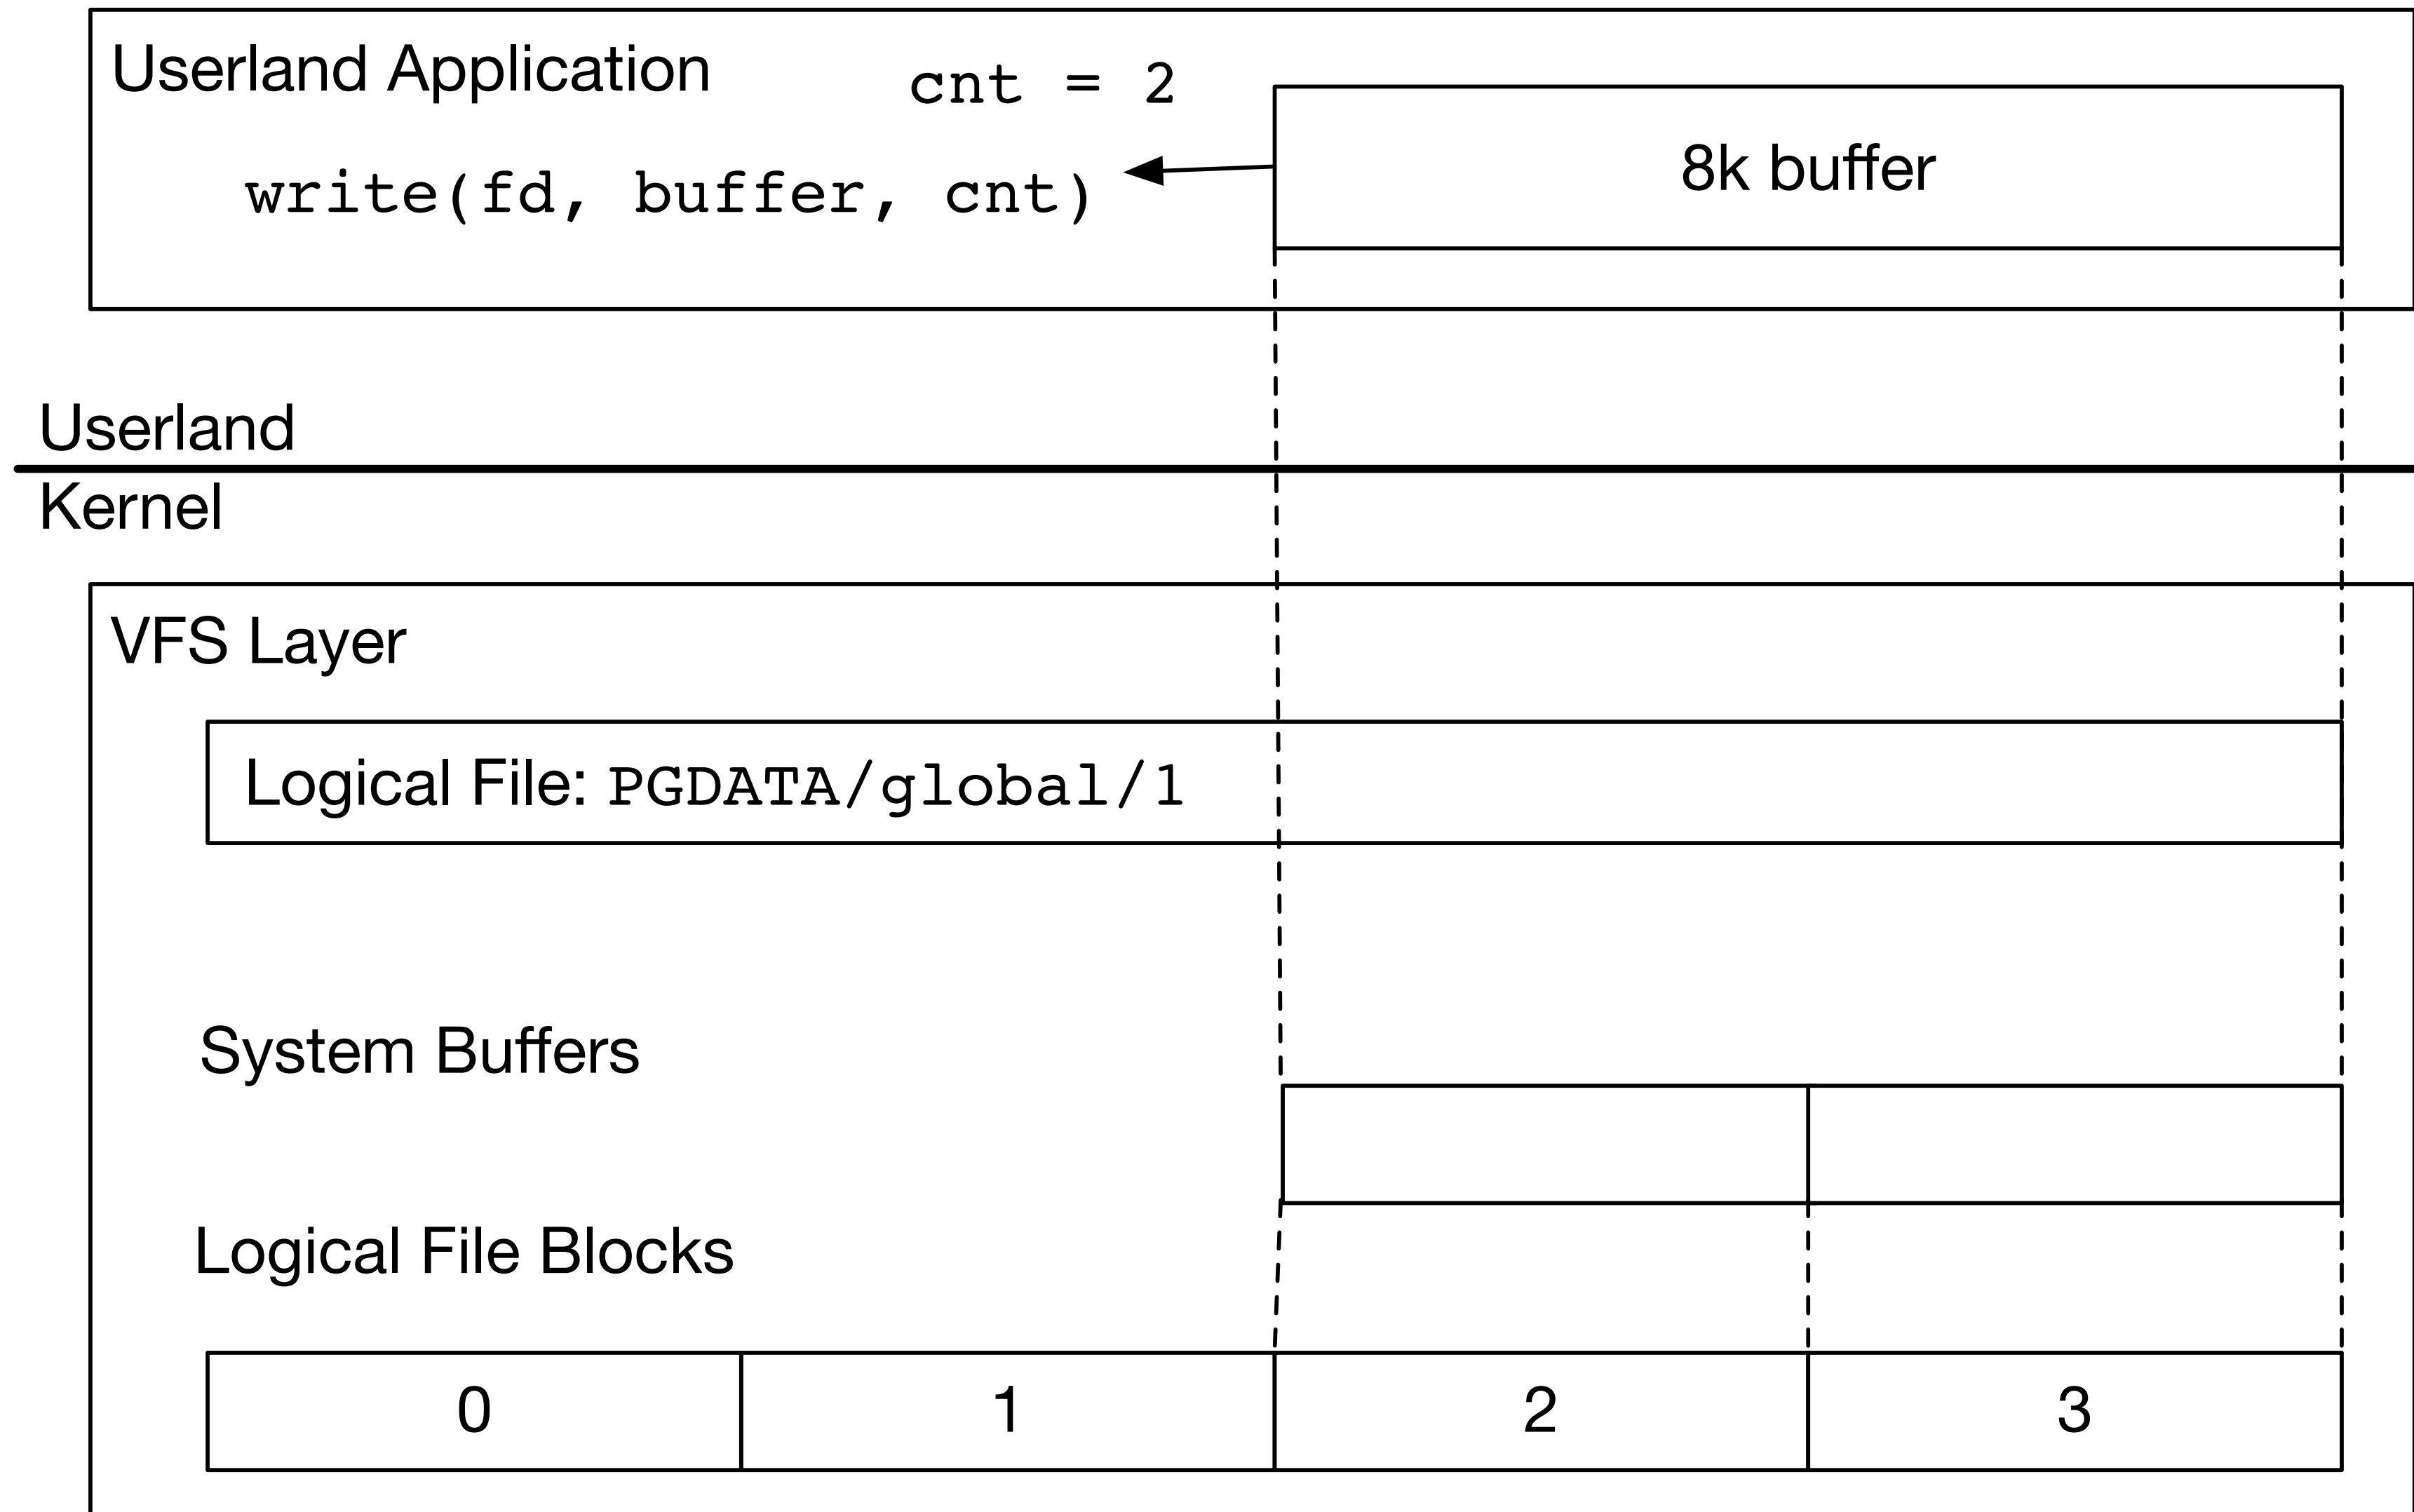 Userland Application
cnt = 2
write(fd, buffer, cnt)
8k buffer
Userland
Kernel
VFS Layer
Logical File: PGDATA/global/1
System Buffers
Logical File Blocks
0 1 2 3